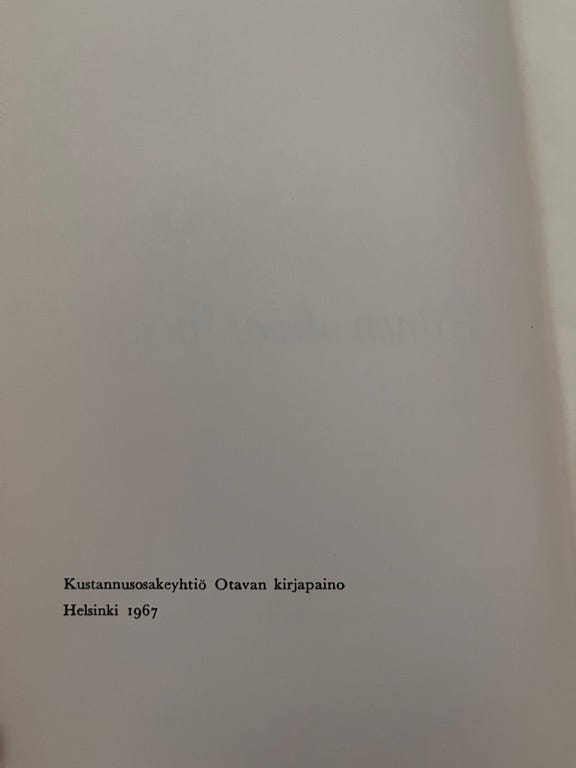 Kustannusosakeyhtiö Otavan kirjapaino
Helsinki 1967